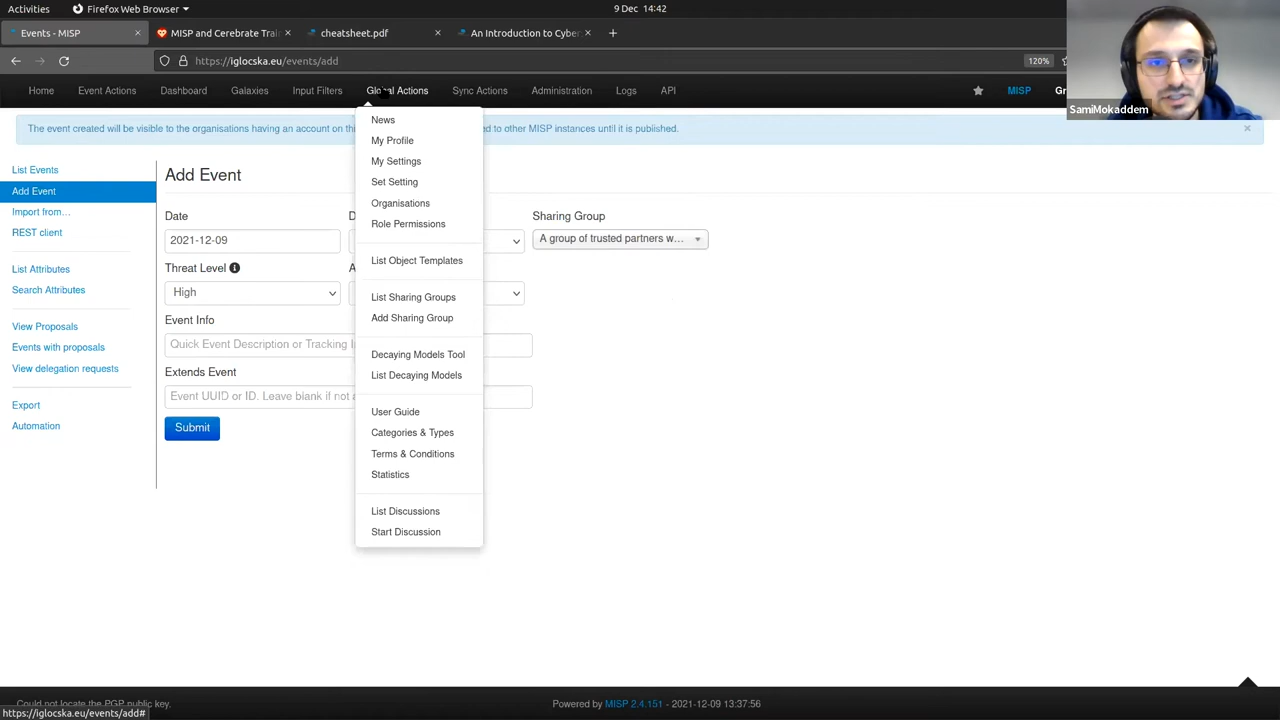 Activities
Firefox Web Browser
9 Dec 14:42
Events - MISP
MISP and Cerebrate Trai
cheatsheet.pdf
An Introduction to Cyber
https://iglocska.eu/events/add
120%
Home
Event Actions
Dashboard
Galaxies
Input Filters
Global Actions
Sync Actions
Administration
Logs
API
MISP
Gr
SamiMokaddem
The event created will be visible to the organisations having an account on th
ed to other MISP instances until it is published.
News
My Profile
My Settings
Set Setting
Organisations
Role Permissions
List Object Templates
List Sharing Groups
Add Sharing Group
Decaying Models Tool
List Decaying Models
User Guide
Categories & Types
Terms & Conditions
Statistics
List Discussions
Start Discussion
List Events
Add Event
Import from...
REST client
List Attributes
Search Attributes
View Proposals
Events with proposals
View delegation requests
Export
Automation
Add Event
Date
D
Sharing Group
2021-12-09
A group of trusted partners w...
Threat Level
A
High
Event Info
Quick Event Description or Tracking I
Extends Event
Event UUID or ID. Leave blank if not a
Submit
Could not locate the PGP public key.
https://iglocska.eu/events/add#
Powered by MISP 2.4.151 - 2021-12-09 13:37:56